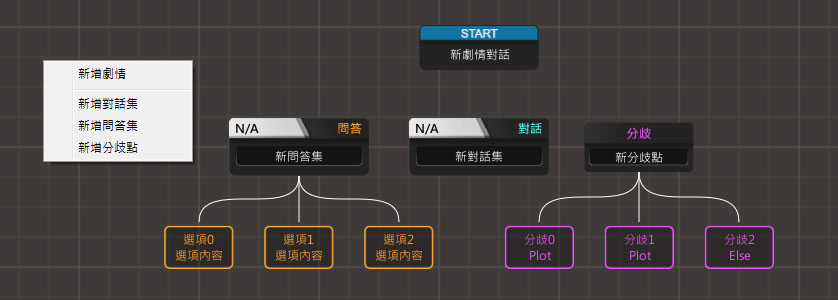 START
新劇情對話
新增劇情
新增對話集
新增問答集
新增分歧點
N/A 問答
新問答集
N/A 對話
新對話集
分歧
新分歧點
選項0
選項內容
選項1
選項內容
選項2
選項內容
分歧0
Plot
分歧1
Plot
分歧2
Else